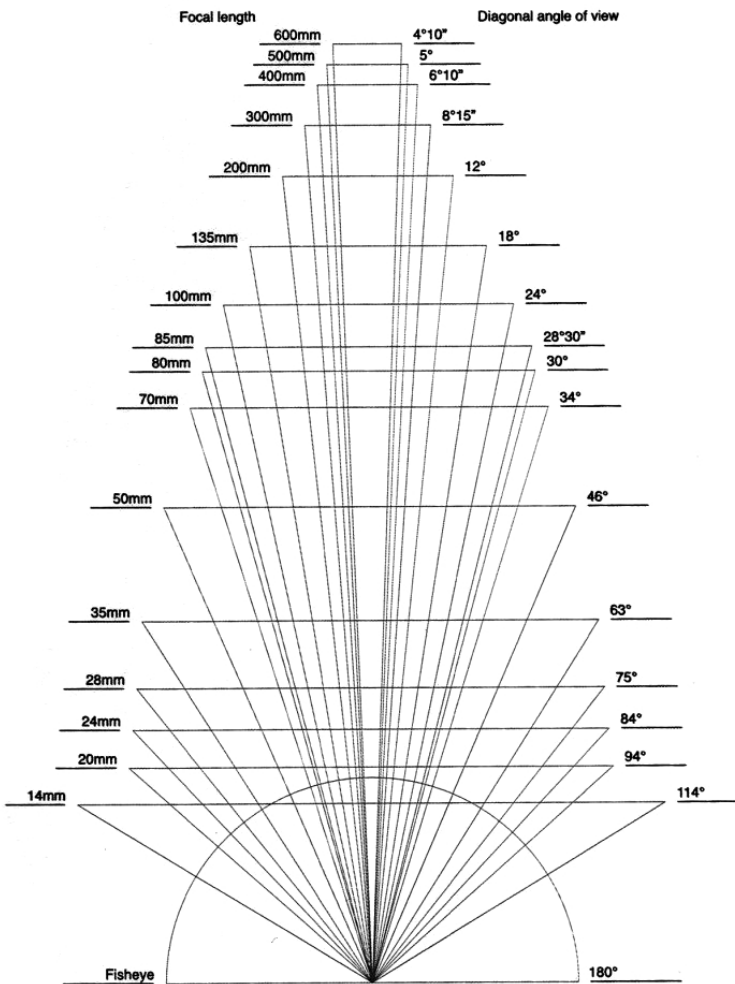 Focal length Diagonal angle of view
600mm 4°10”
500mm 5°
400mm 6°10”
300mm 8°15”
200mm 12°
135mm 18°
100mm 24°
85mm 28°30”
80mm 30°
70mm 34°
50mm 46°
35mm 63°
28mm 75°
24mm 84°
20mm 94°
14mm 114°
Fisheye 180°